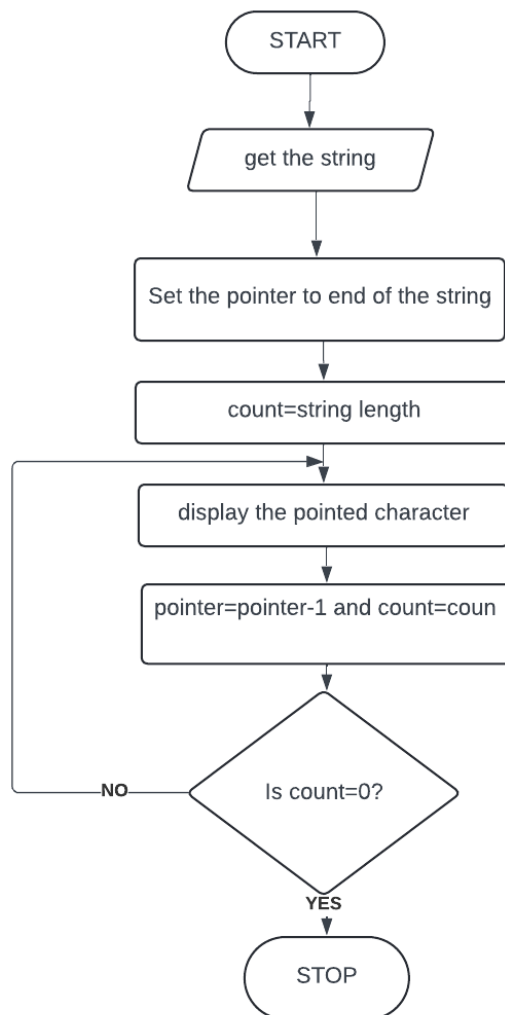 START
get the string
Set the pointer to end of the string
count=string length
display the pointed character
pointer=pointer-1 and count=coun
Is count=0?
NO
YES
STOP